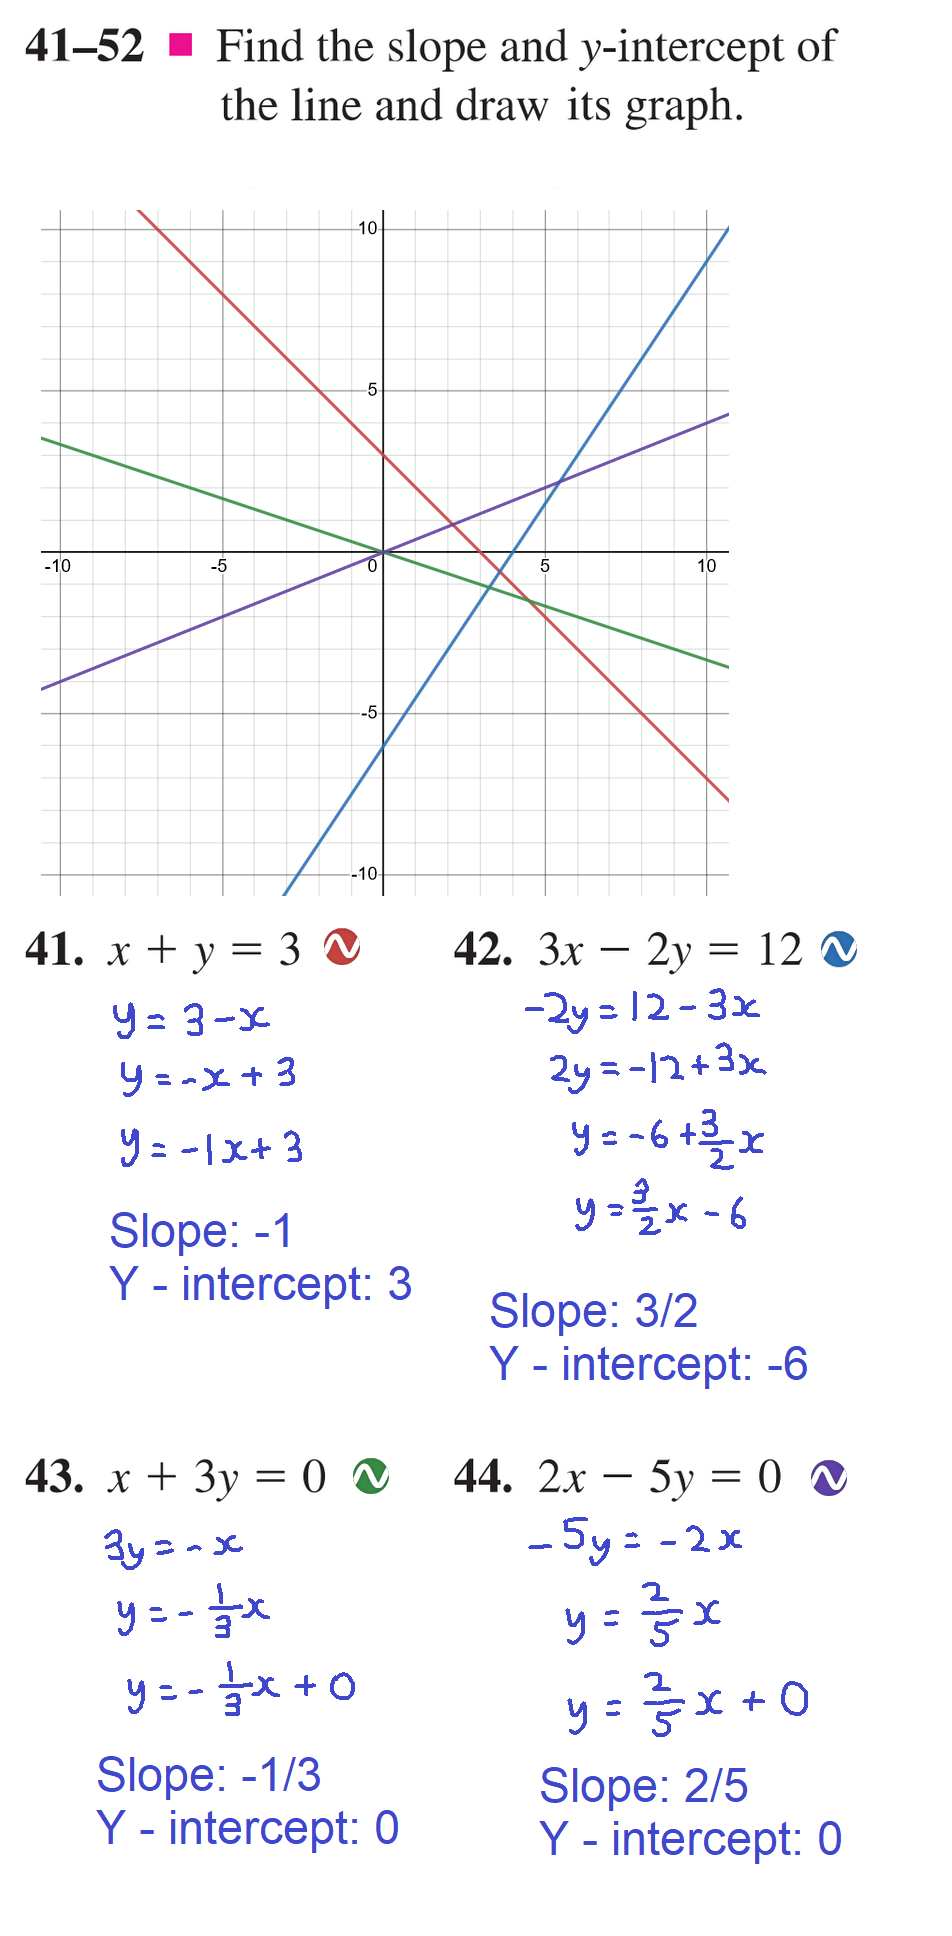 41–52 ■ Find the slope and y-intercept of
the line and draw its graph.
10
5
-10 -5 0 5 10
-5
-10
41. x + y = 3
y = 3 - x
y = -x + 3
y = -1x + 3
Slope: -1
Y - intercept: 3
42. 3x − 2y = 12
-2y = 12 - 3x
2y = -12 + 3x
y = -6 + 3/2 x
y = 3/2 x - 6
Slope: 3/2
Y - intercept: -6
43. x + 3y = 0
3y = -x
y = - 1/3 x
y = - 1/3 x + 0
Slope: -1/3
Y - intercept: 0
44. 2x − 5y = 0
-5y = -2x
y = 2/5 x
y = 2/5 x + 0
Slope: 2/5
Y - intercept: 0